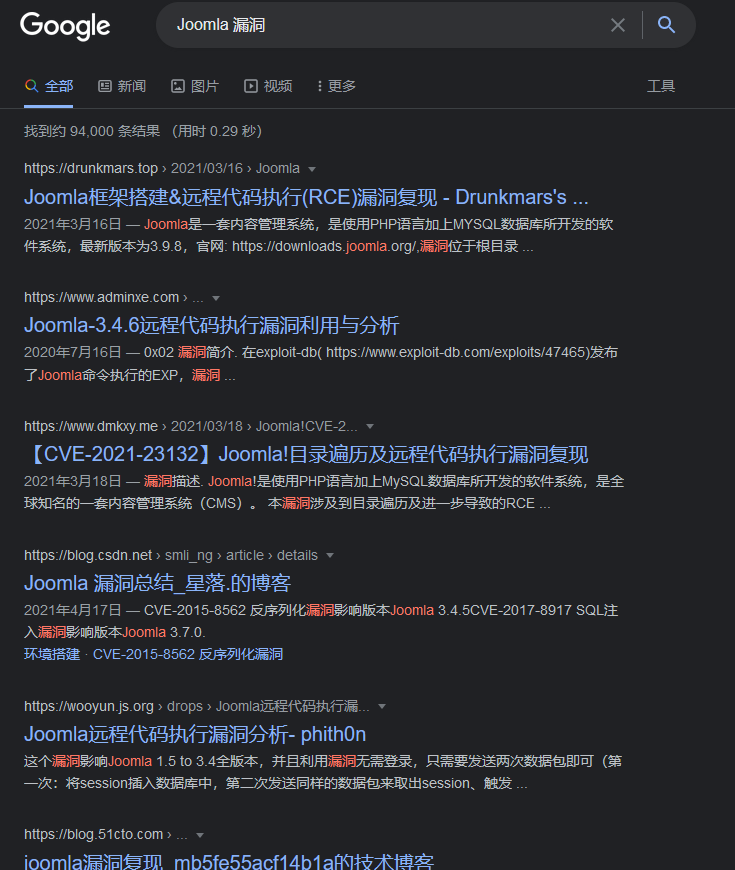 Google
Joomla 漏洞
全部 新闻 图片 视频 更多 工具
找到约 94,000 条结果 （用时 0.29 秒）
https://drunkmars.top › 2021/03/16 › Joomla
Joomla框架搭建&远程代码执行(RCE)漏洞复现 - Drunkmars's ...
2021年3月16日 — Joomla是一套内容管理系统，是使用PHP语言加上MYSQL数据库所开发的软
件系统，最新版本为3.9.8，官网: https://downloads.joomla.org/,漏洞位于根目录 ...
https://www.adminxe.com › ...
Joomla-3.4.6远程代码执行漏洞利用与分析
2020年7月16日 — 0x02 漏洞简介. 在exploit-db( https://www.exploit-db.com/exploits/47465)发布
了Joomla命令执行的EXP，漏洞 ...
https://www.dmkxy.me › 2021/03/18 › Joomla!CVE-2...
【CVE-2021-23132】Joomla!目录遍历及远程代码执行漏洞复现
2021年3月18日 — 漏洞描述. Joomla!是使用PHP语言加上MySQL数据库所开发的软件系统，是全
球知名的一套内容管理系统（CMS）。 本漏洞涉及到目录遍历及进一步导致的RCE ...
https://blog.csdn.net › smli_ng › article › details
Joomla 漏洞总结_星落.的博客
2021年4月17日 — CVE-2015-8562 反序列化漏洞影响版本Joomla 3.4.5CVE-2017-8917 SQL注
入漏洞影响版本Joomla 3.7.0.
环境搭建 · CVE-2015-8562 反序列化漏洞
https://wooyun.js.org › drops › Joomla远程代码执行漏...
Joomla远程代码执行漏洞分析- phith0n
这个漏洞影响Joomla 1.5 to 3.4全版本，并且利用漏洞无需登录，只需要发送两次数据包即可（第
一次：将session插入数据库中，第二次发送同样的数据包来取出session、触发 ...
https://blog.51cto.com › ...
joomla漏洞复现_mb5fe55acf14b1a的技术博客